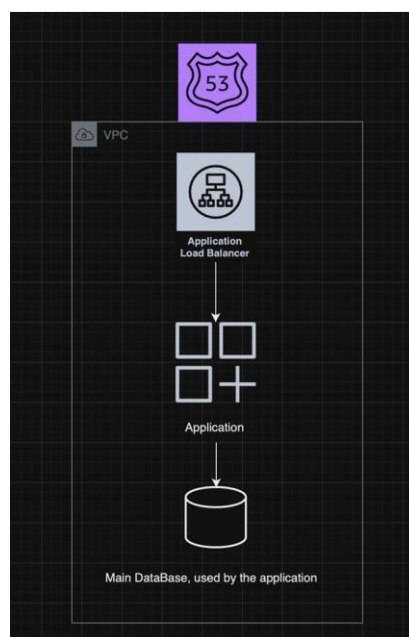 53
VPC
Application
Load Balancer
Application
Main DataBase, used by the application